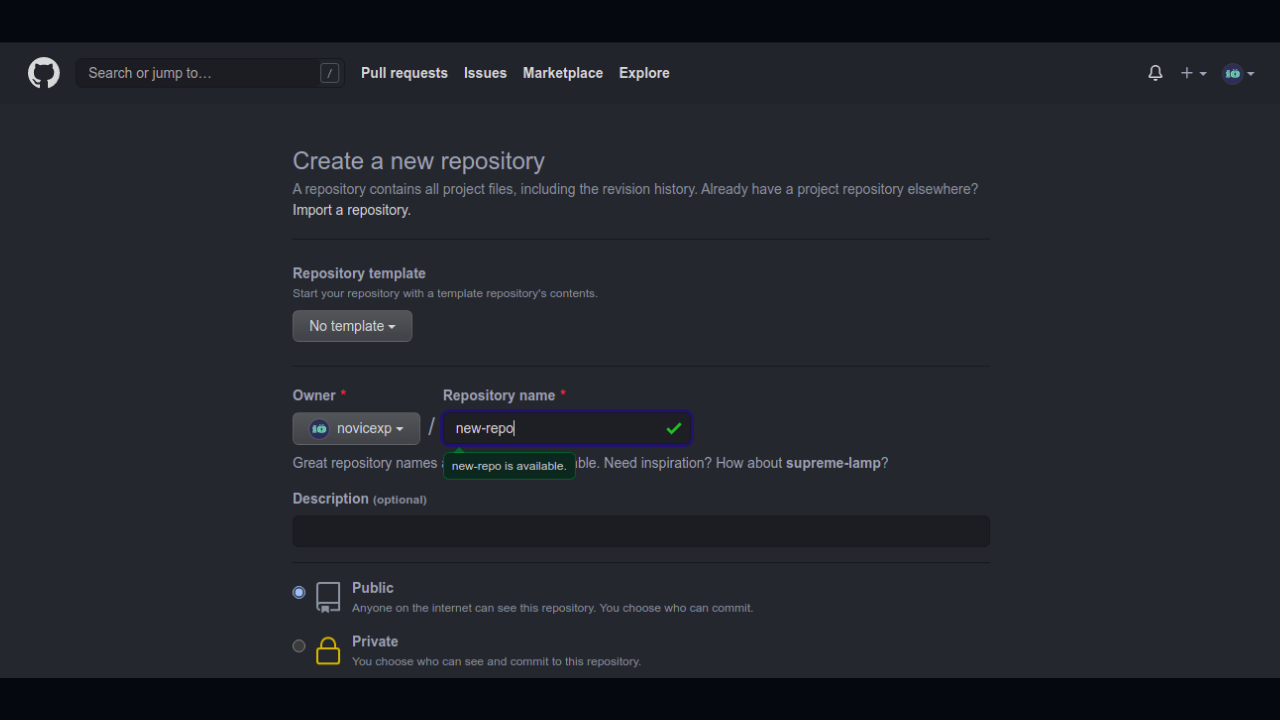 Search or jump to… /
Pull requests Issues Marketplace Explore
Create a new repository
A repository contains all project files, including the revision history. Already have a project repository elsewhere?
Import a repository.
Repository template
Start your repository with a template repository's contents.
No template
Owner * Repository name *
novicexp / new-repo
Great repository names Need inspiration? How about supreme-lamp?
new-repo is available.
Description (optional)
Public
Anyone on the internet can see this repository. You choose who can commit.
Private
You choose who can see and commit to this repository.